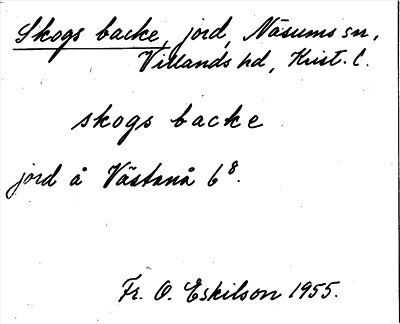 Skogs backe, jord, Näsums sn,
Villands hd, Krist. l.
skogs backe
jord å Västanå 6⁸.
Fr. O. Eskilson 1955.